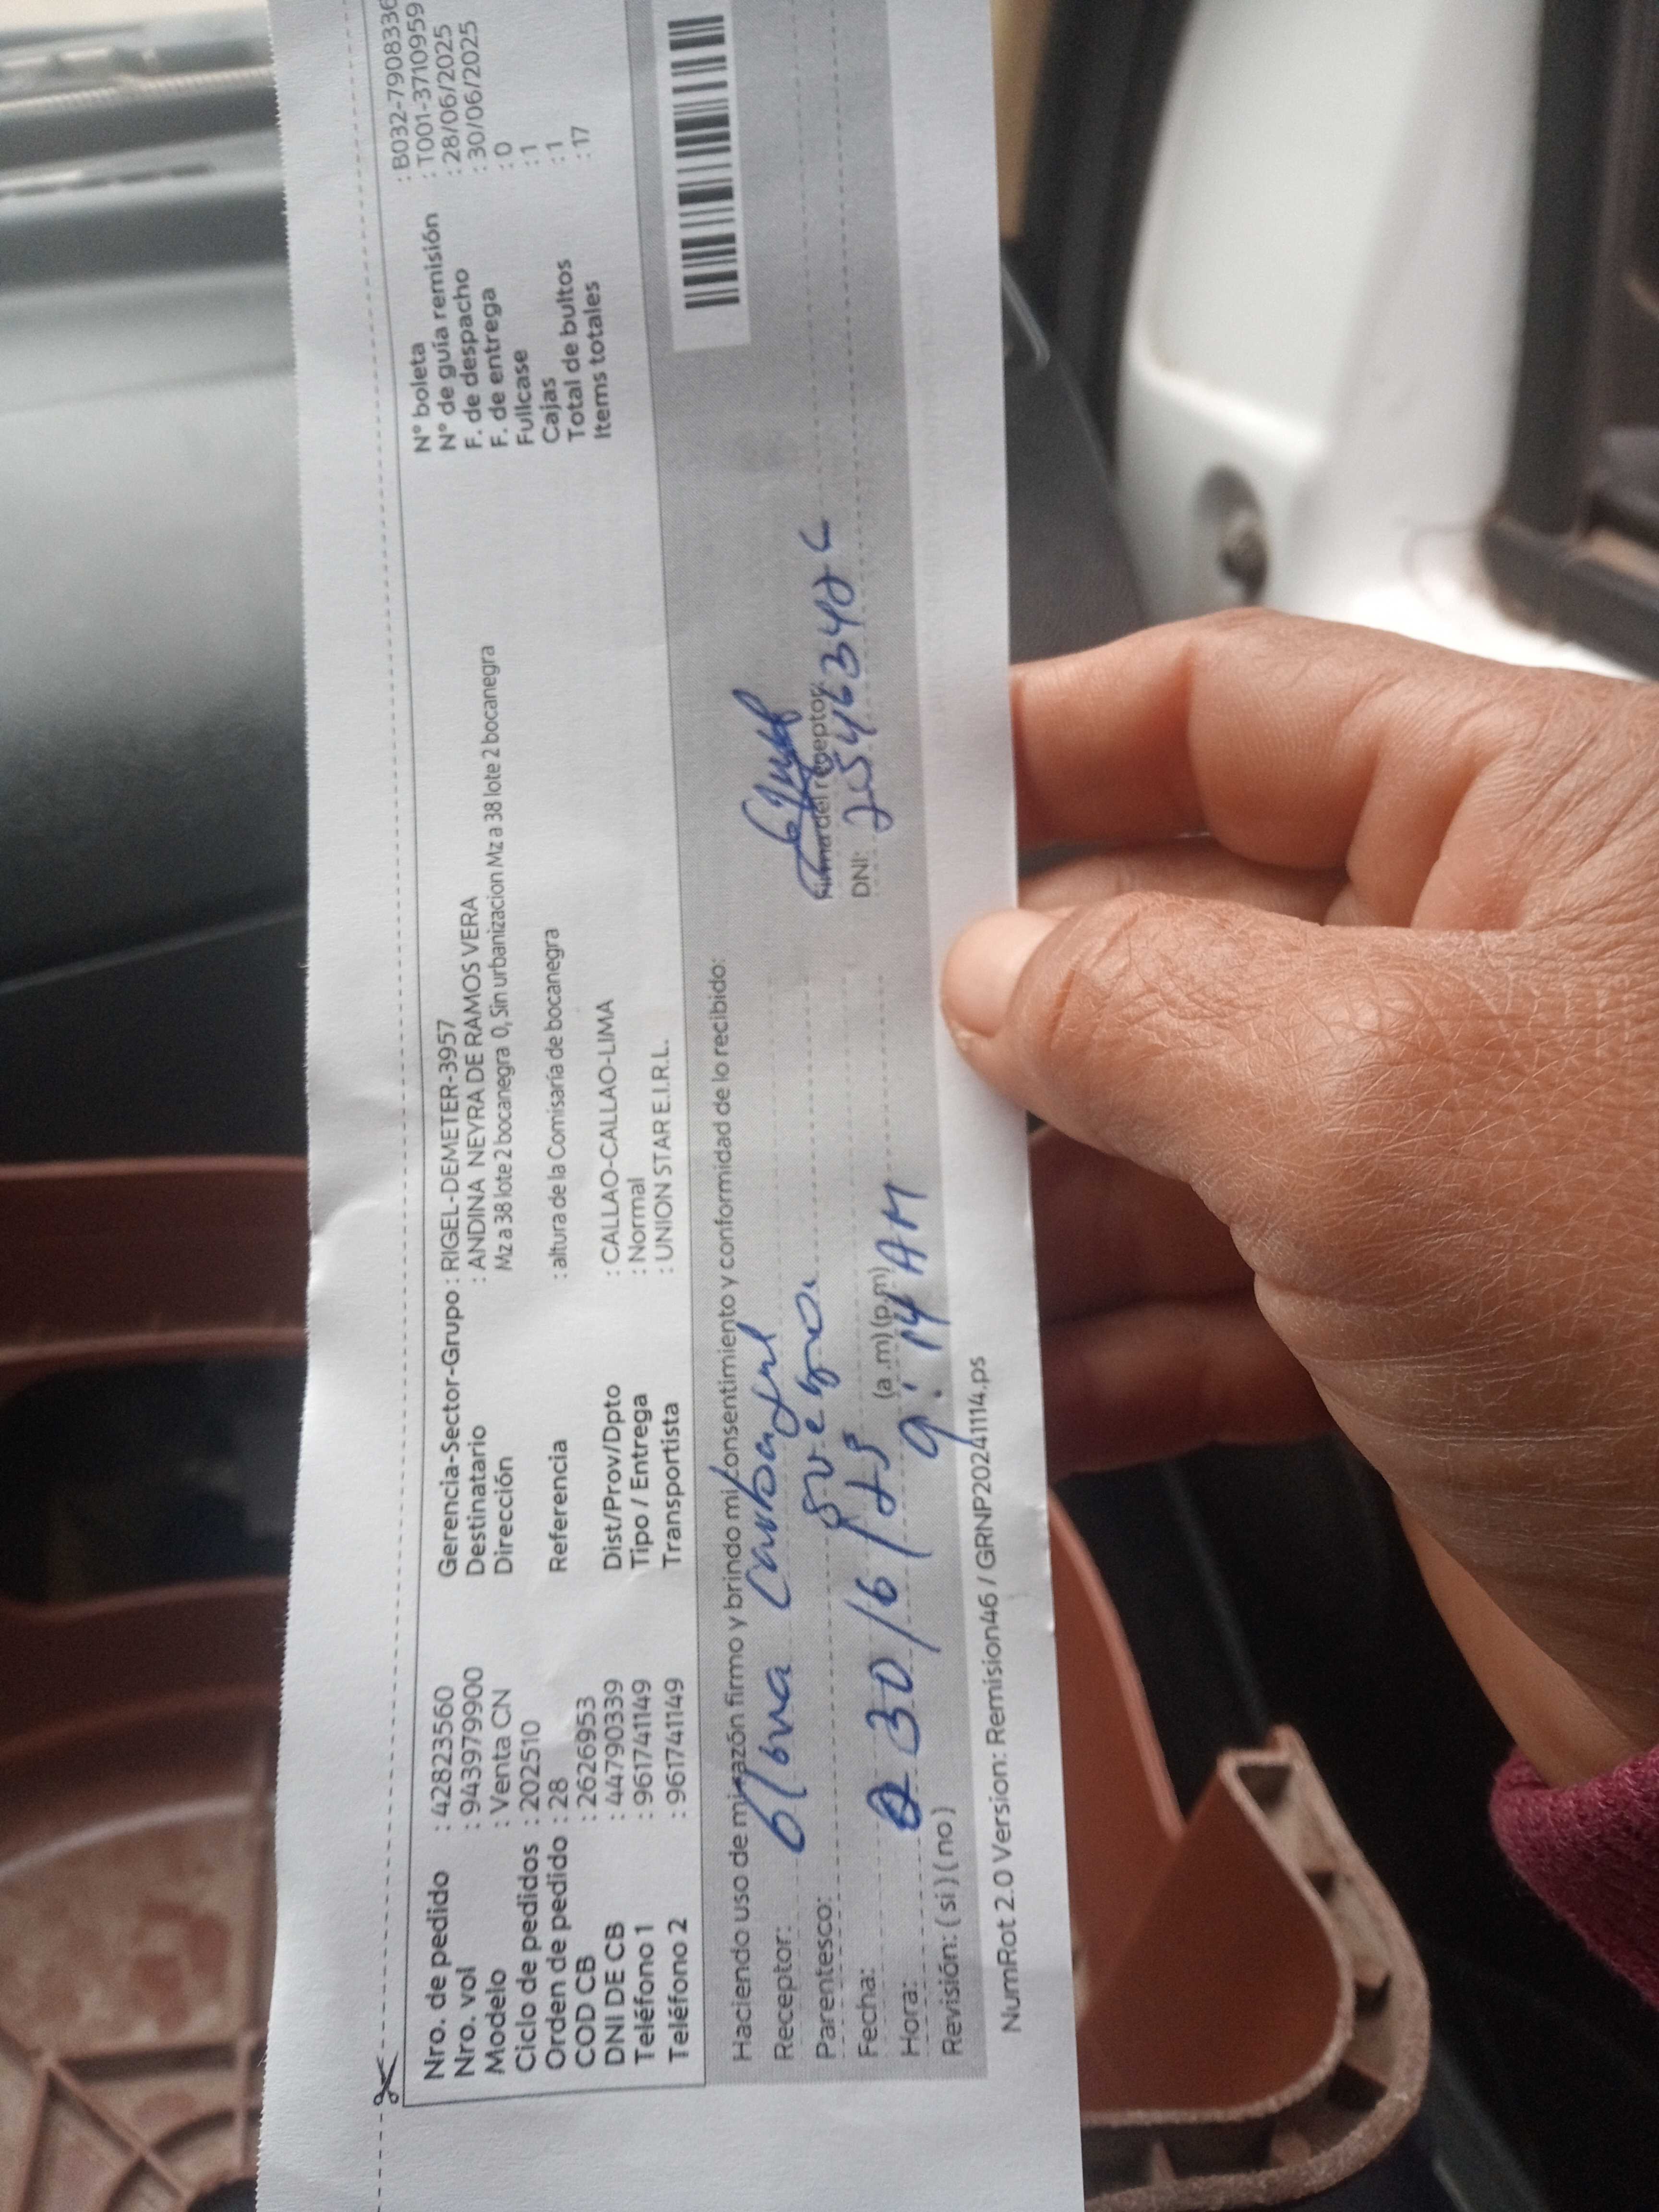 Nro. de pedido : 42823560 Gerencia-Sector-Grupo : RIGEL-DEMETER-3957 N° boleta : B032-7908336
Nro. vol : 943979900 Destinatario : ANDINA NEYRA DE RAMOS VERA N° de guía remisión : T001-3710959
Modelo : Venta CN Dirección Mz a 38 lote 2 bocanegra 0, Sin urbanizacion Mz a 38 lote 2 bocanegra F. de despacho : 28/06/2025
Ciclo de pedidos : 202510 F. de entrega : 30/06/2025
Orden de pedido : 28 Referencia : altura de la Comisaría de bocanegra Fullcase : 0
COD CB : 2626953 Cajas : 1
DNI DE CB : 44790339 Dist/Prov/Dpto : CALLAO-CALLAO-LIMA Total de bultos : 1
Teléfono 1 : 961741149 Tipo / Entrega : Normal Items totales : 17
Teléfono 2 : 961741149 Transportista : UNION STAR E.I.R.L.
Haciendo uso de mi razón firmo y brindo mi consentimiento y conformidad de lo recibido:
Receptor: Carbajal
Parentesco: suegra Firma del receptor
Fecha: 30/6/25 DNI:
Hora: (a .m) (p.m) 9:14 AM
Revisión: ( si ) ( no )
NumRot 2.0 Version: Remision46 / GRNP20241114.ps